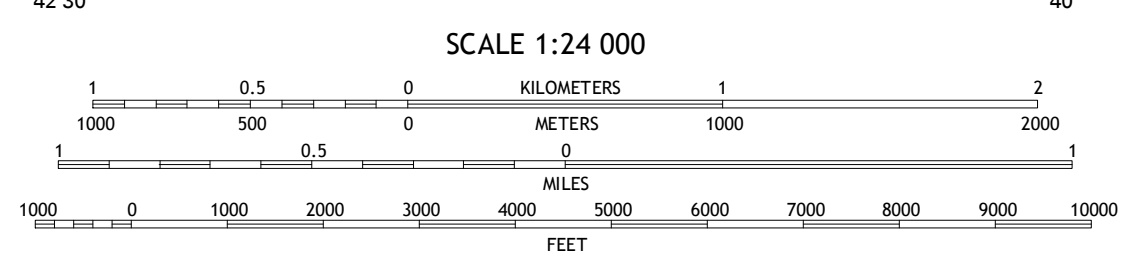 42'30" 40'
SCALE 1:24 000
1 0.5 0 KILOMETERS 1 2
1000 500 0 METERS 1000 2000
1 0.5 0 1
MILES
1000 0 1000 2000 3000 4000 5000 6000 7000 8000 9000 10000
FEET